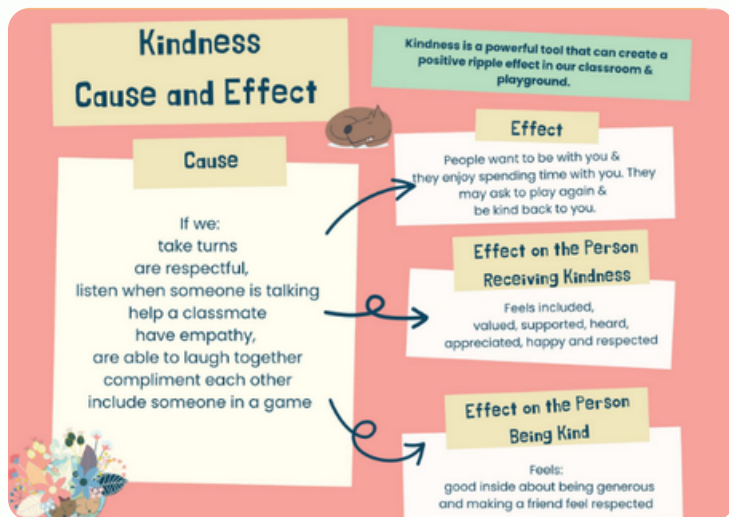 Kindness
Cause and Effect
Kindness is a powerful tool that can create a
positive ripple effect in our classroom &
playground.
Cause
If we:
take turns
are respectful,
listen when someone is talking
help a classmate
have empathy,
are able to laugh together
compliment each other
include someone in a game
Effect
People want to be with you &
they enjoy spending time with you. They
may ask to play again &
be kind back to you.
Effect on the Person
Receiving Kindness
Feels included,
valued, supported, heard,
appreciated, happy and respected
Effect on the Person
Being Kind
Feels:
good inside about being generous
and making a friend feel respected